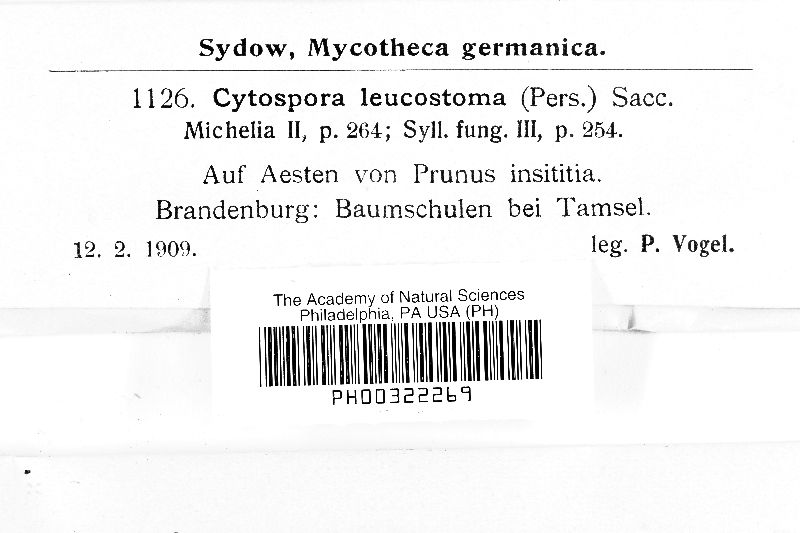 Sydow, Mycotheca germanica.
1126. Cytospora leucostoma (Pers.) Sacc.
Michelia II, p. 264; Syll. fung. III, p. 254.
Auf Aesten von Prunus insititia.
Brandenburg: Baumschulen bei Tamsel.
12. 2. 1909. leg. P. Vogel.
The Academy of Natural Sciences
Philadelphia, PA USA (PH)
PH00322269